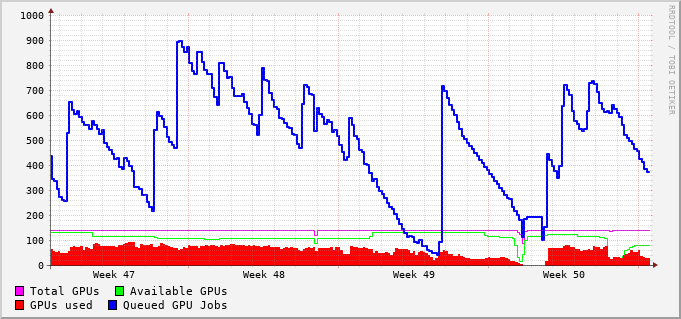 1000
900
800
700
600
500
400
300
200
100
0
Week 47 Week 48 Week 49 Week 50
Total GPUs Available GPUs
GPUs used Queued GPU Jobs
RRDTOOL / TOBI OETIKER